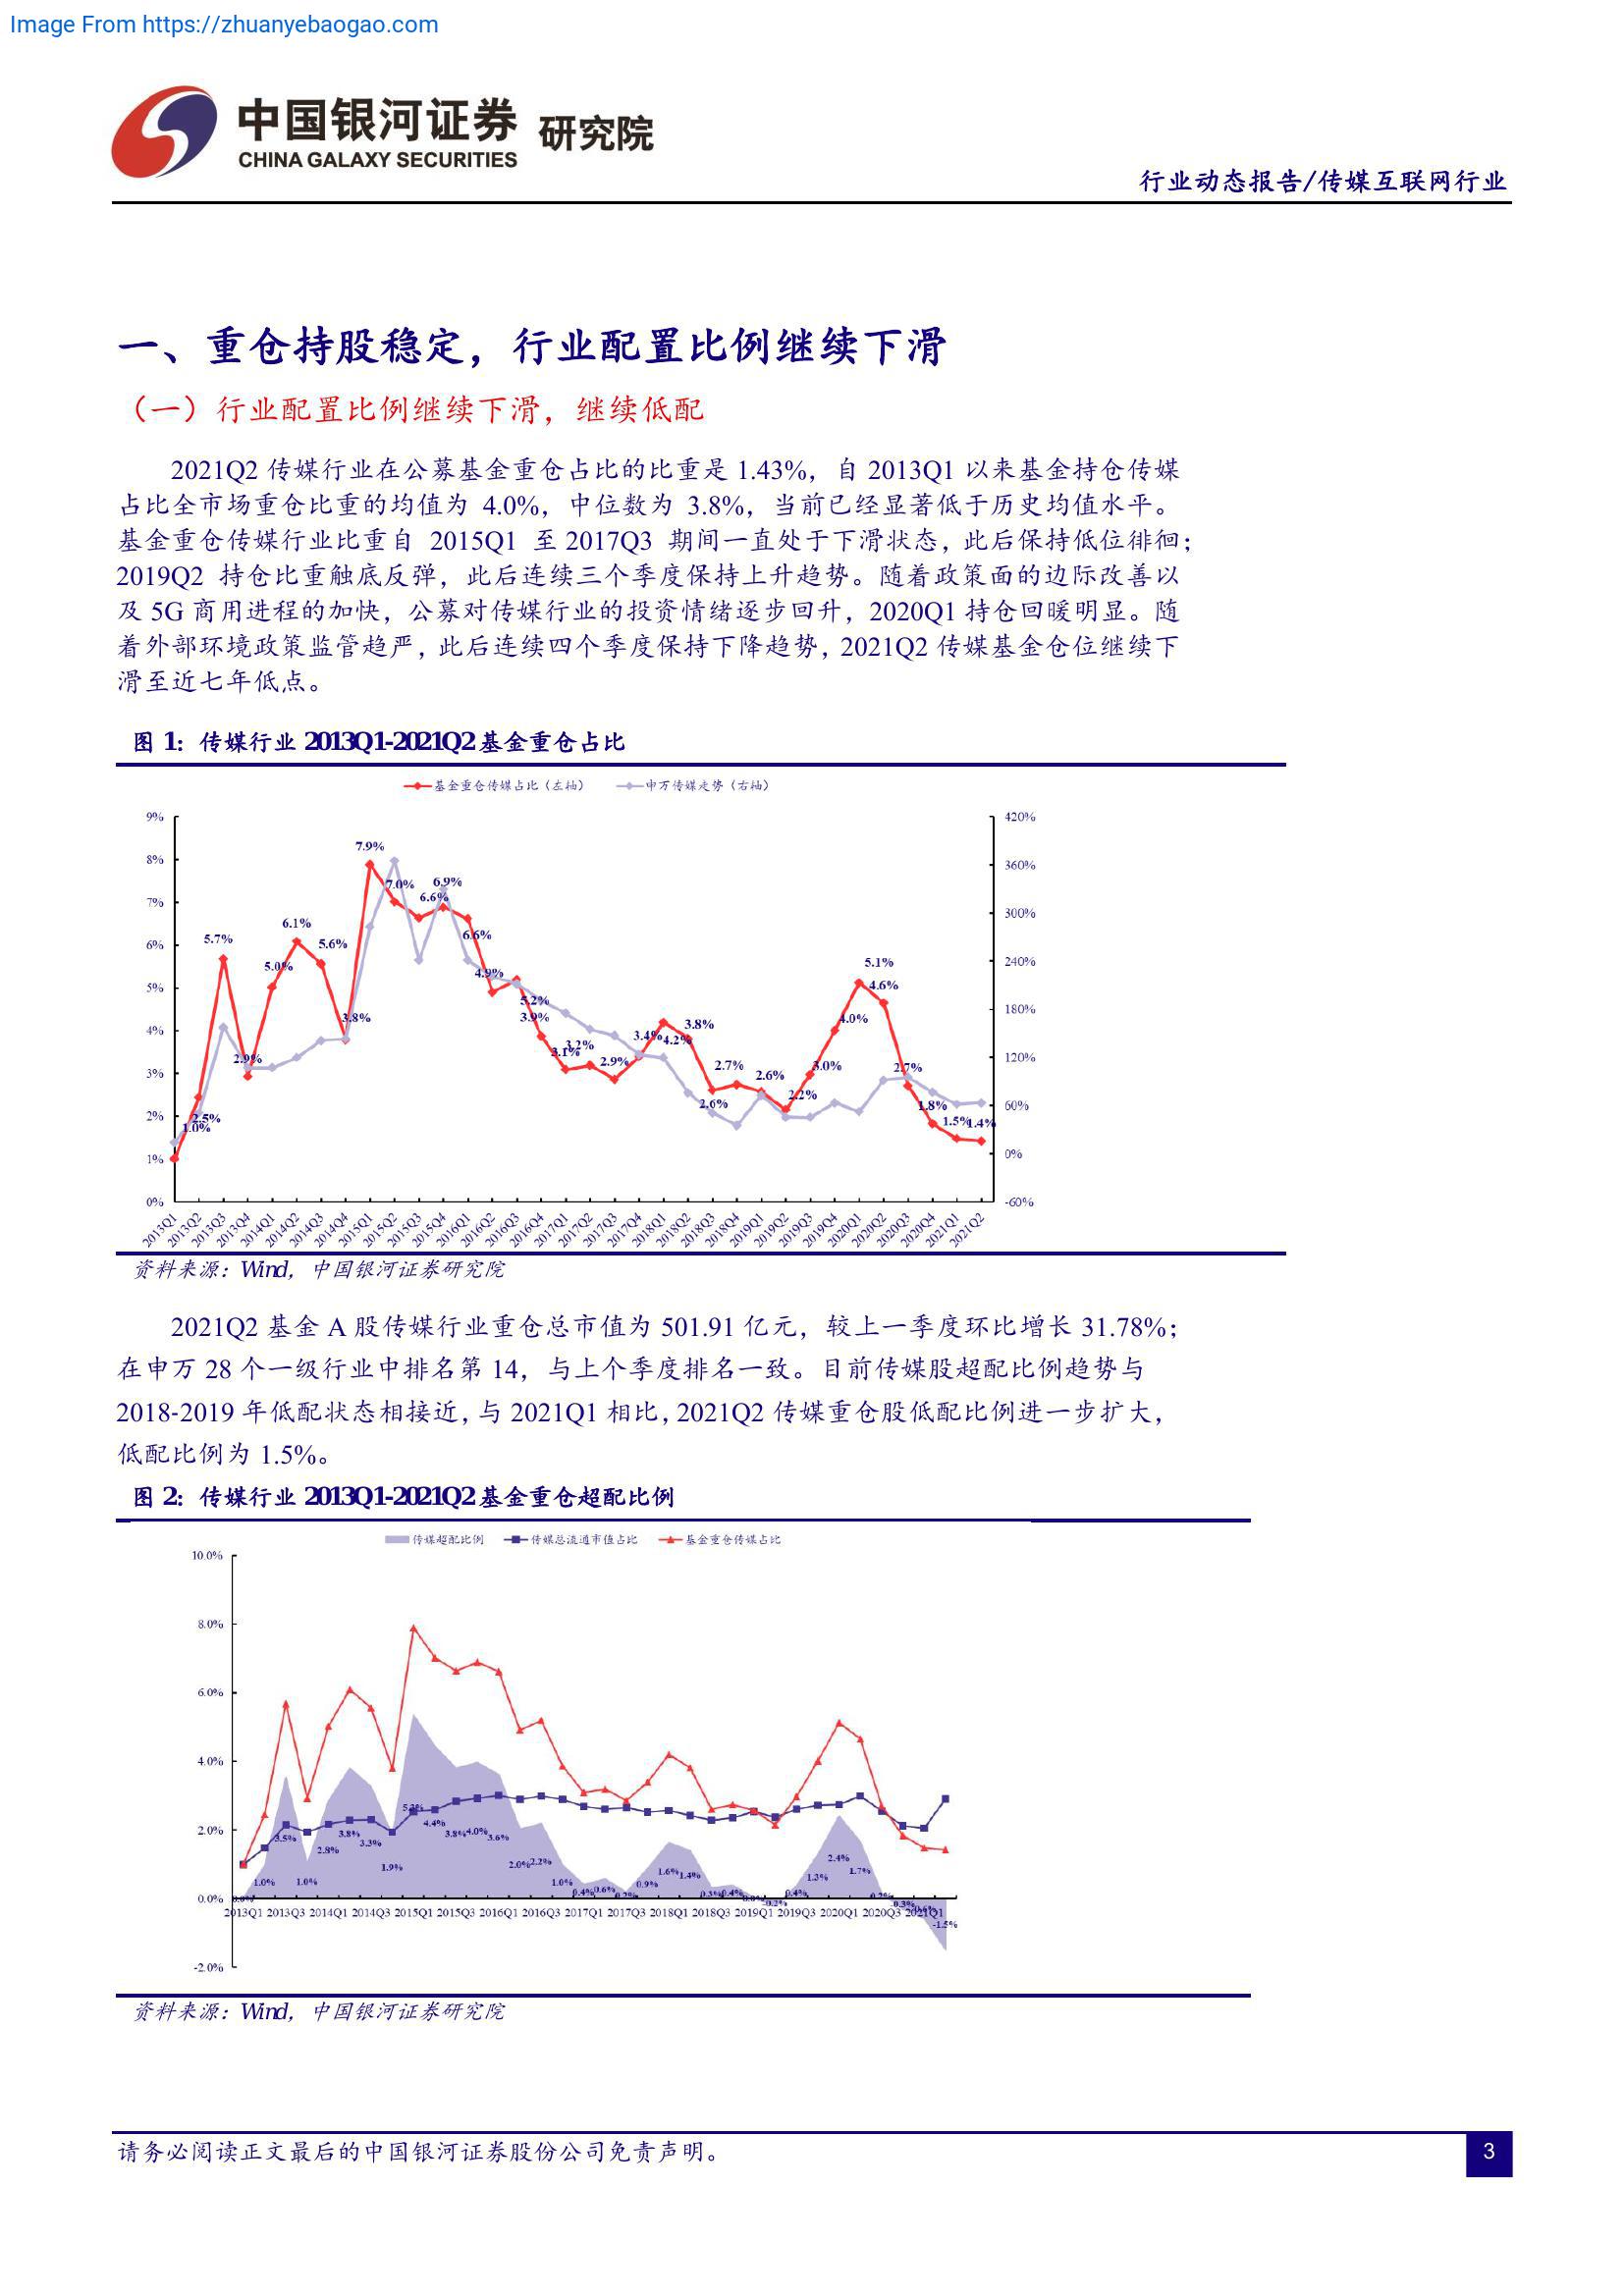 Image From https://zhuanyebaogao.com
中国银河证券 研究院
CHINA GALAXY SECURITIES
行业动态报告/传媒互联网行业
一、重仓持股稳定，行业配置比例继续下滑
（一）行业配置比例继续下滑，继续低配
2021Q2 传媒行业在公募基金重仓占比的比重是 1.43%，自 2013Q1 以来基金持仓传媒
占比全市场重仓比重的均值为 4.0%，中位数为 3.8%，当前已经显著低于历史均值水平。
基金重仓传媒行业比重自 2015Q1 至 2017Q3 期间一直处于下滑状态，此后保持低位徘徊；
2019Q2 持仓比重触底反弹，此后连续三个季度保持上升趋势。随着政策面的边际改善以
及 5G 商用进程的加快，公募对传媒行业的投资情绪逐步回升，2020Q1 持仓回暖明显。随
着外部环境政策监管趋严，此后连续四个季度保持下降趋势，2021Q2 传媒基金仓位继续下
滑至近七年低点。
图 1：传媒行业 2013Q1-2021Q2 基金重仓占比
基金重仓传媒占比（左轴） 申万传媒走势（右轴）
9% 420%
8% 360%
7% 300%
6% 240%
5% 180%
4% 120%
3% 60%
2% 0%
1% -60%
0%
1.0% 2.5% 5.7% 2.9% 5.0% 6.1% 5.6% 3.8% 7.9% 7.0% 6.6% 6.9% 6.6% 4.9% 5.2% 3.9% 3.1% 3.2% 2.9% 3.4% 4.2% 3.8% 2.6% 2.7% 2.6% 2.2% 3.0% 4.0% 5.1% 4.6% 2.7% 1.8% 1.5% 1.4%
2013Q1 2013Q2 2013Q3 2013Q4 2014Q1 2014Q2 2014Q3 2014Q4 2015Q1 2015Q2 2015Q3 2015Q4 2016Q1 2016Q2 2016Q3 2016Q4 2017Q1 2017Q2 2017Q3 2017Q4 2018Q1 2018Q2 2018Q3 2018Q4 2019Q1 2019Q2 2019Q3 2019Q4 2020Q1 2020Q2 2020Q3 2020Q4 2021Q1 2021Q2
资料来源：Wind，中国银河证券研究院
2021Q2 基金 A 股传媒行业重仓总市值为 501.91 亿元，较上一季度环比增长 31.78%；
在申万 28 个一级行业中排名第 14，与上个季度排名一致。目前传媒股超配比例趋势与
2018-2019 年低配状态相接近，与 2021Q1 相比，2021Q2 传媒重仓股低配比例进一步扩大，
低配比例为 1.5%。
图 2：传媒行业 2013Q1-2021Q2 基金重仓超配比例
传媒超配比例 传媒总流通市值占比 基金重仓传媒占比
10.0%
8.0%
6.0%
4.0%
2.0%
0.0%
-2.0%
0.0% 1.0% 3.5% 1.0% 2.8% 3.8% 3.3% 1.9% 4.4% 3.8% 4.0% 3.6% 2.0% 2.2% 1.0% 0.4% 0.6% 0.2% 0.9% 1.6% 1.4% 0.3% 0.4% 0.0% -0.2% 0.4% 1.3% 2.4% 1.7% 0.2% -0.3% -0.6% -1.5%
2013Q1 2013Q3 2014Q1 2014Q3 2015Q1 2015Q3 2016Q1 2016Q3 2017Q1 2017Q3 2018Q1 2018Q3 2019Q1 2019Q3 2020Q1 2020Q3 2021Q1
资料来源：Wind，中国银河证券研究院
请务必阅读正文最后的中国银河证券股份公司免责声明。
3